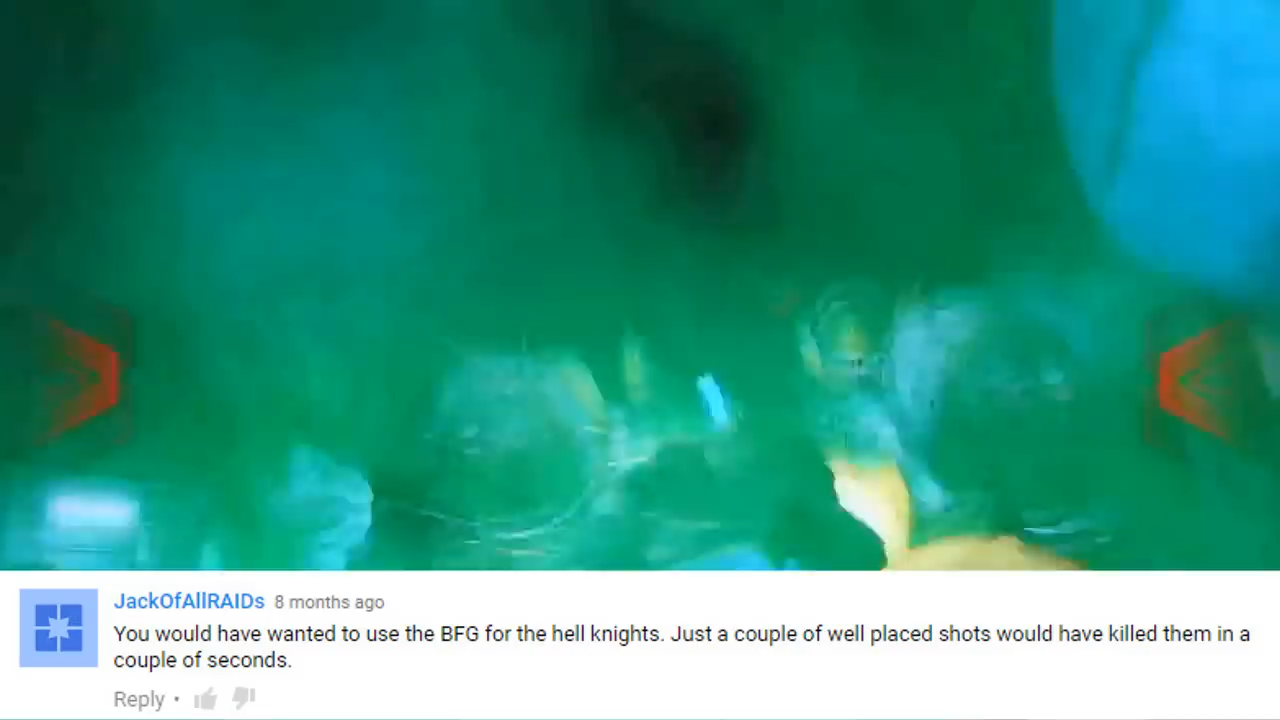 JackOfAllRAIDs 8 months ago
You would have wanted to use the BFG for the hell knights. Just a couple of well placed shots would have killed them in a
couple of seconds.
Reply •